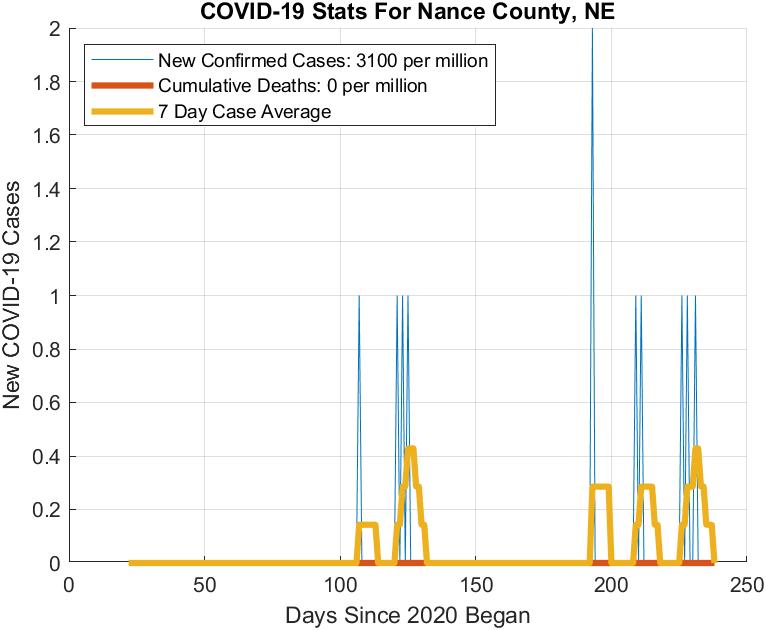 COVID-19 Stats For Nance County, NE
New Confirmed Cases: 3100 per million
Cumulative Deaths: 0 per million
7 Day Case Average
New COVID-19 Cases
2
1.8
1.6
1.4
1.2
1
0.8
0.6
0.4
0.2
0
0 50 100 150 200 250
Days Since 2020 Began